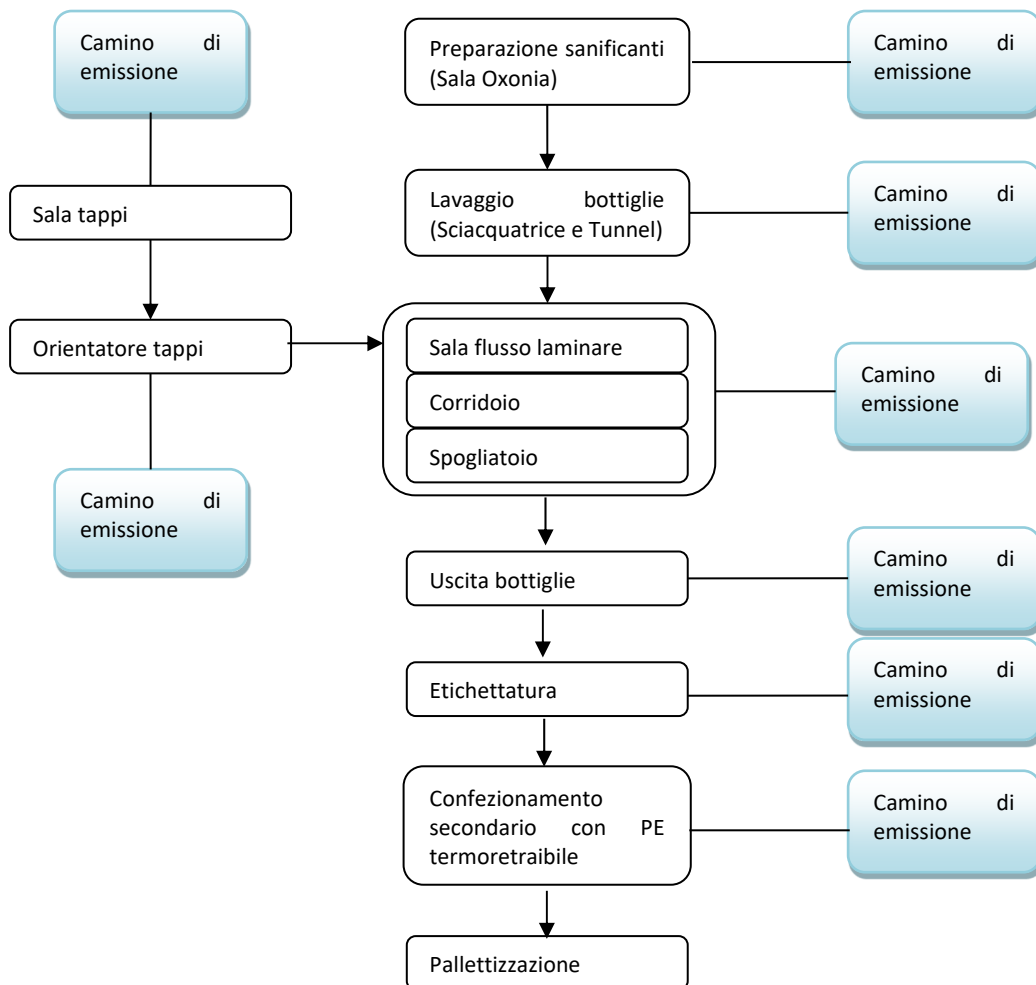 Camino di
emissione
Preparazione sanificanti
(Sala Oxonia)
Camino di
emissione
Sala tappi
Lavaggio bottiglie
(Sciacquatrice e Tunnel)
Camino di
emissione
Orientatore tappi
Sala flusso laminare
Corridoio
Spogliatoio
Camino di
emissione
Camino di
emissione
Uscita bottiglie
Camino di
emissione
Etichettatura
Camino di
emissione
Confezionamento
secondario con PE
termoretraibile
Camino di
emissione
Pallettizzazione